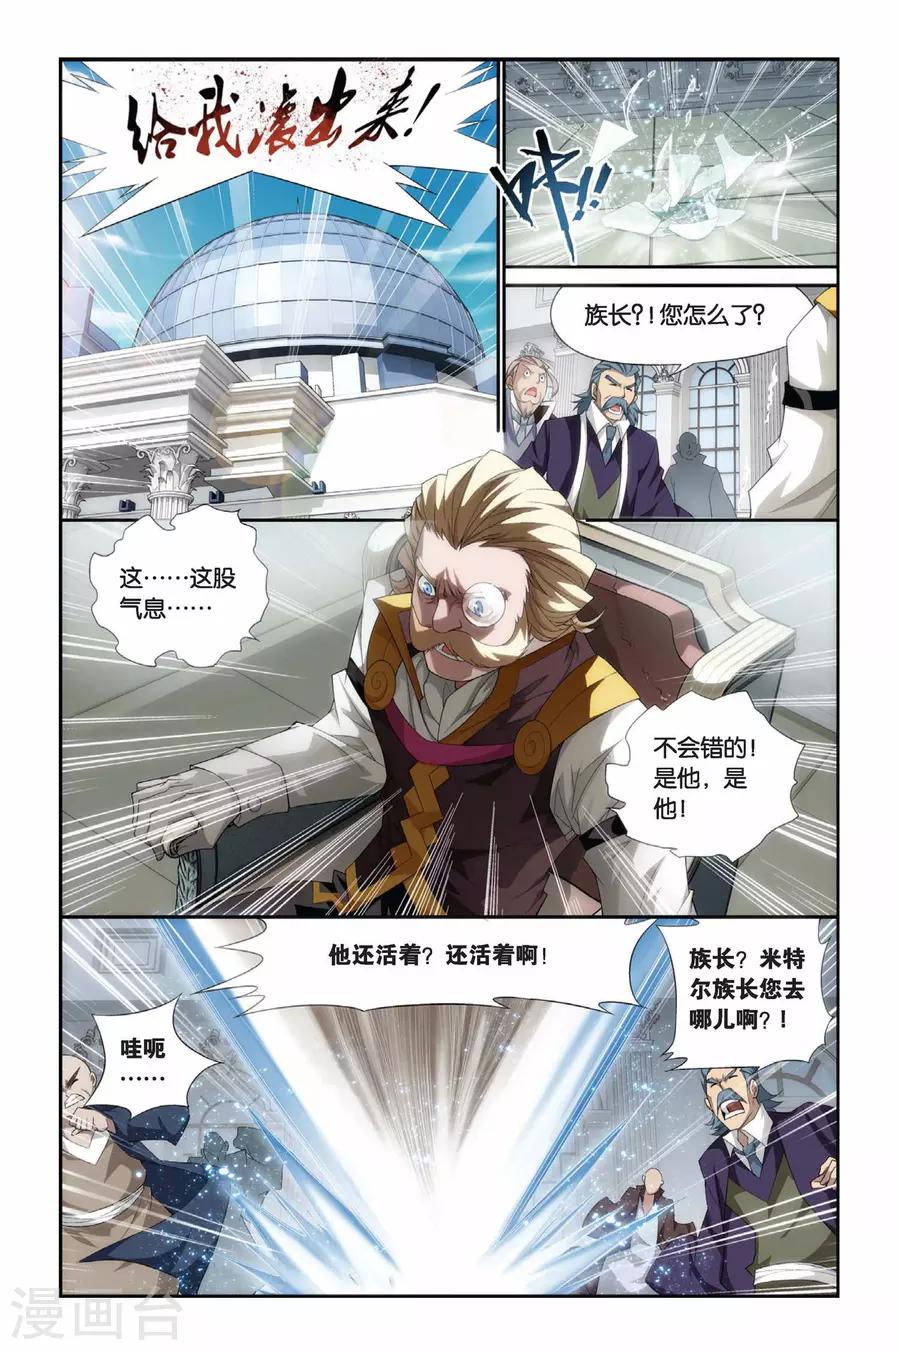 给我滚出来！
咔!!
族长？！您怎么了？
这……这股
气息……
不会错的！
是他，是
他！
他还活着？还活着啊！
族长？米特
尔族长您去
哪儿啊？！
哇呃
……
漫画台